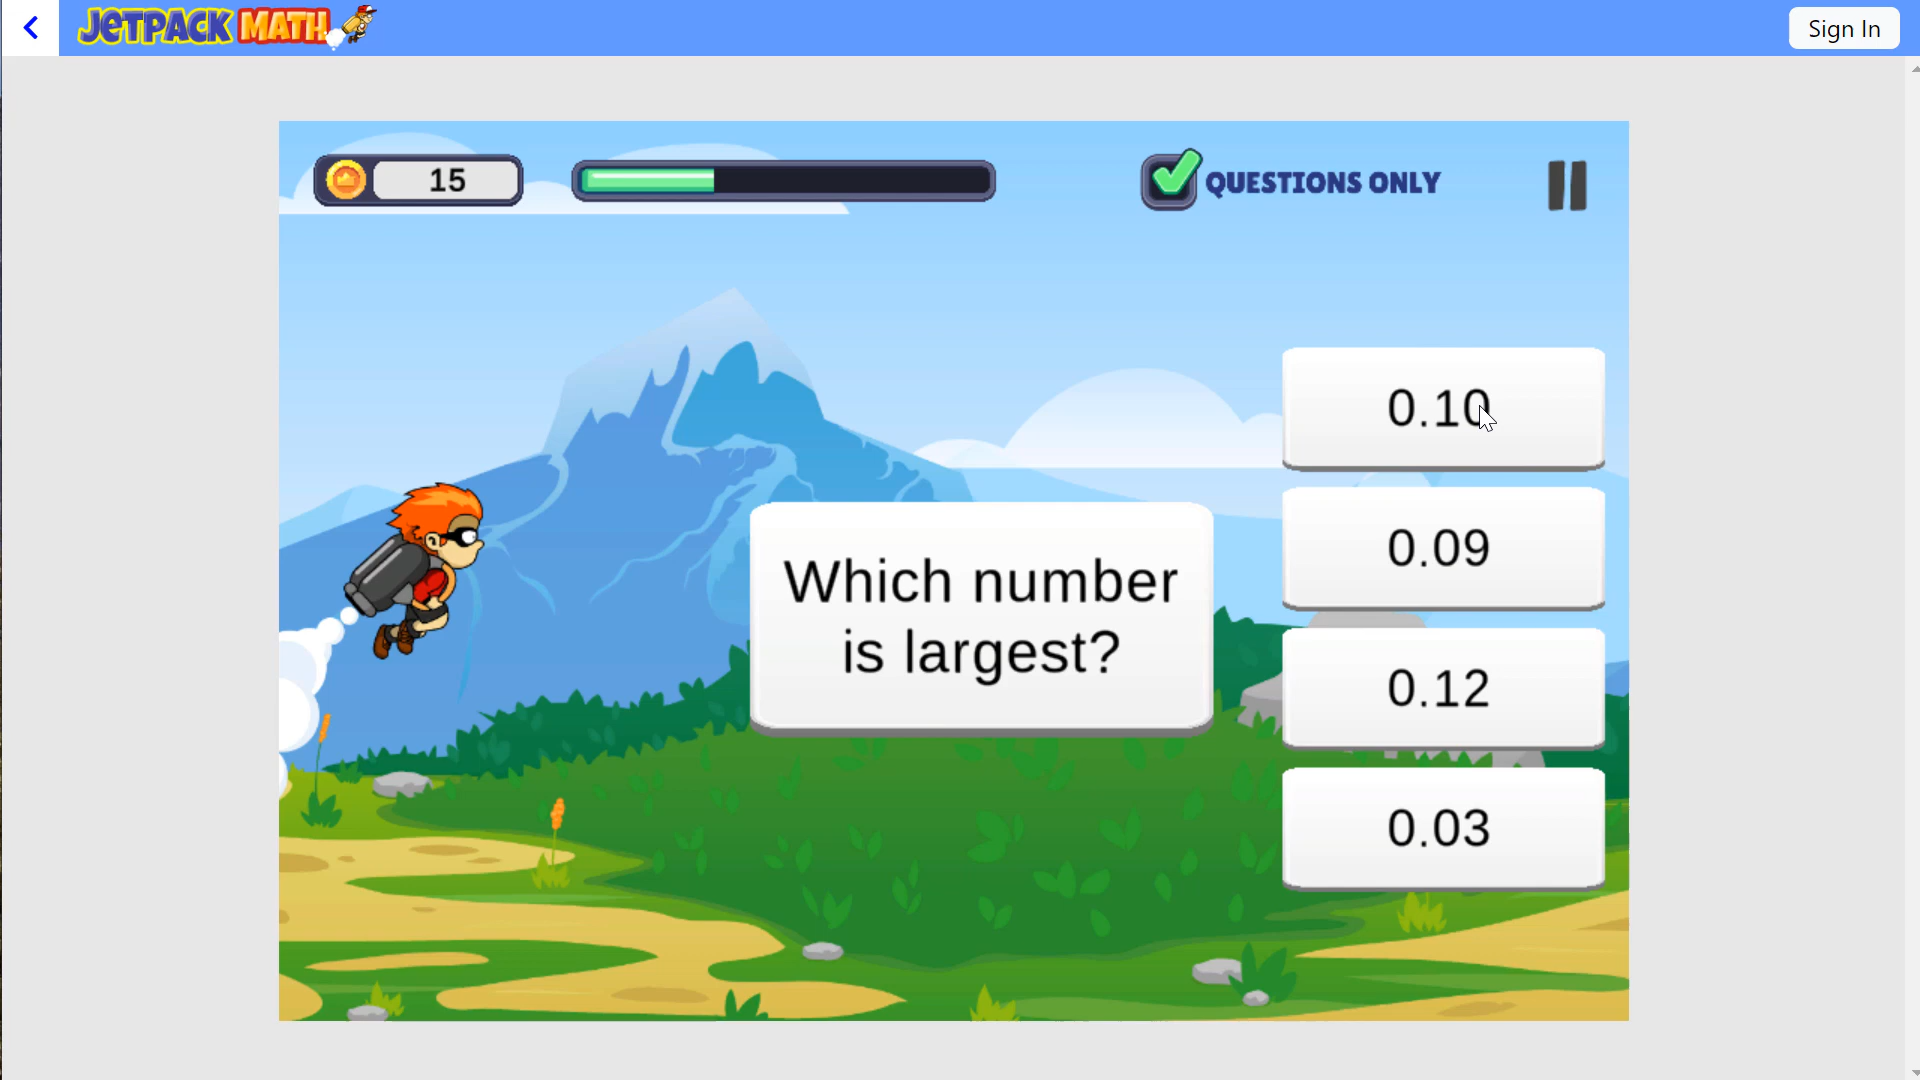 JETPACK MATH
Sign In
15
QUESTIONS ONLY
0.10
0.09
Which number
is largest?
0.12
0.03